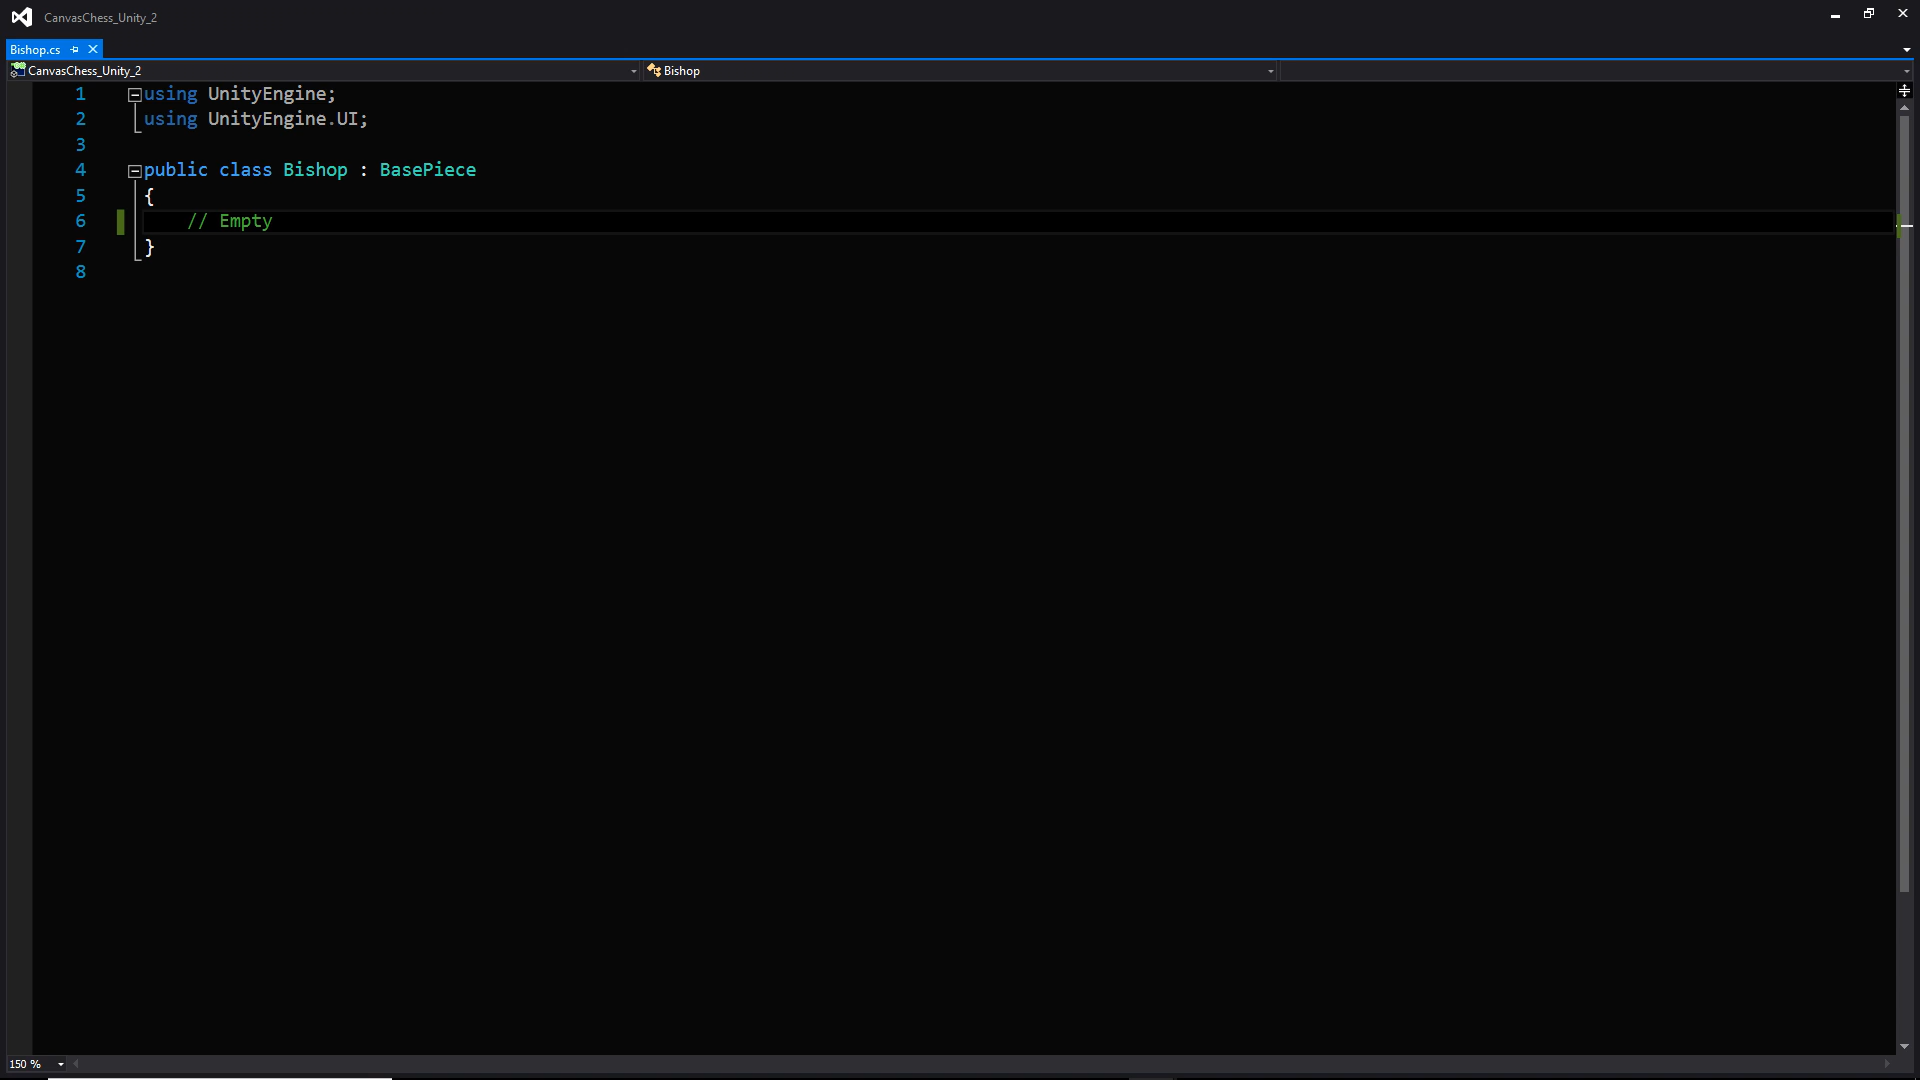 CanvasChess_Unity_2
Bishop.cs
CanvasChess_Unity_2
Bishop
1 using UnityEngine;
2 using UnityEngine.UI;
3
4 public class Bishop : BasePiece
5 {
6     // Empty
7 }
8
150 %